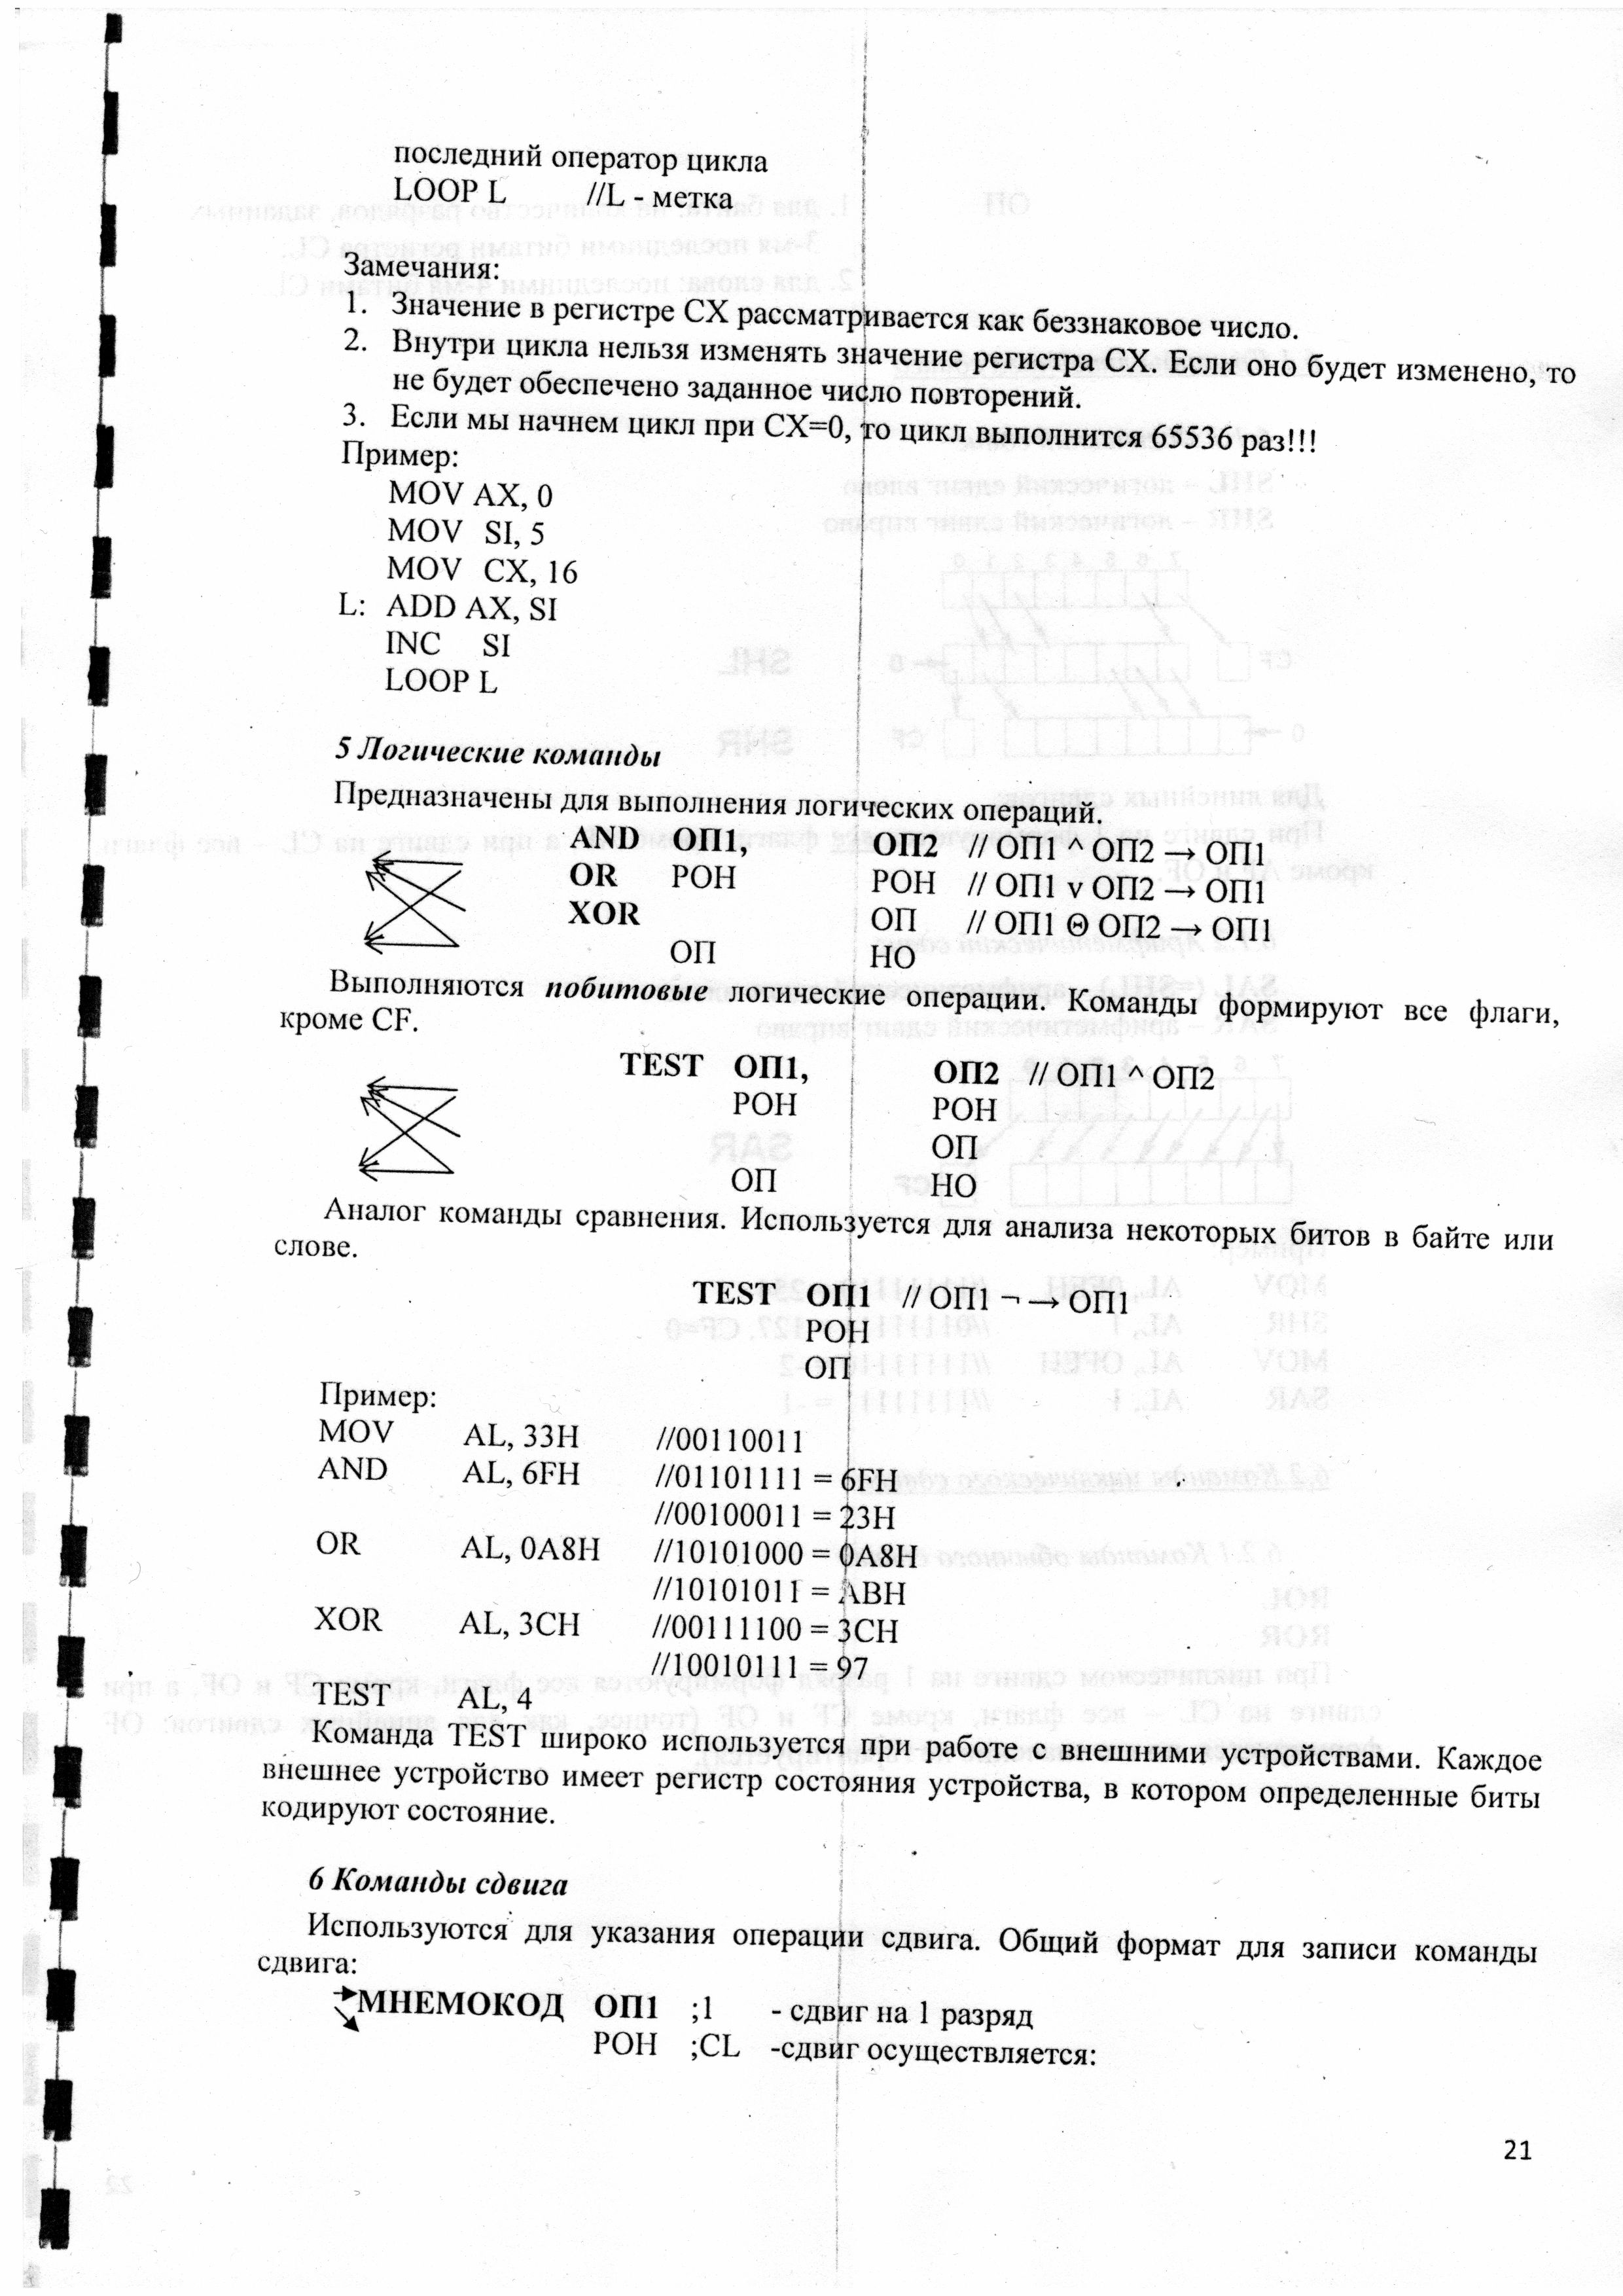 последний оператор цикла
LOOP L //L - метка
Замечания:
1. Значение в регистре CX рассматривается как беззнаковое число.
2. Внутри цикла нельзя изменять значение регистра CX. Если оно будет изменено, то
не будет обеспечено заданное число повторений.
3. Если мы начнем цикл при CX=0, то цикл выполнится 65536 раз!!!
Пример:
MOV AX, 0
MOV SI, 5
MOV CX, 16
L: ADD AX, SI
INC SI
LOOP L
5 Логические команды
Предназначены для выполнения логических операций.
AND ОП1, ОП2 // ОП1 ^ ОП2 → ОП1
OR РОН РОН // ОП1 v ОП2 → ОП1
XOR ОП // ОП1 Θ ОП2 → ОП1
ОП НО
Выполняются побитовые логические операции. Команды формируют все флаги,
кроме CF.
TEST ОП1, ОП2 // ОП1 ^ ОП2
РОН РОН
ОП
ОП НО
Аналог команды сравнения. Используется для анализа некоторых битов в байте или
слове.
TEST ОП1 // ОП1 ¬ → ОП1
РОН
ОП
Пример:
MOV AL, 33H //00110011
AND AL, 6FH //01101111 = 6FH
//00100011 = 23H
OR AL, 0A8H //10101000 = 0A8H
//10101011 = ABH
XOR AL, 3CH //00111100 = 3CH
//10010111 = 97
TEST AL, 4
Команда TEST широко используется при работе с внешними устройствами. Каждое
внешнее устройство имеет регистр состояния устройства, в котором определенные биты
кодируют состояние.
6 Команды сдвига
Используются для указания операции сдвига. Общий формат для записи команды
сдвига:
МНЕМОКОД ОП1 ;1 - сдвиг на 1 разряд
РОН ;CL -сдвиг осуществляется:
21